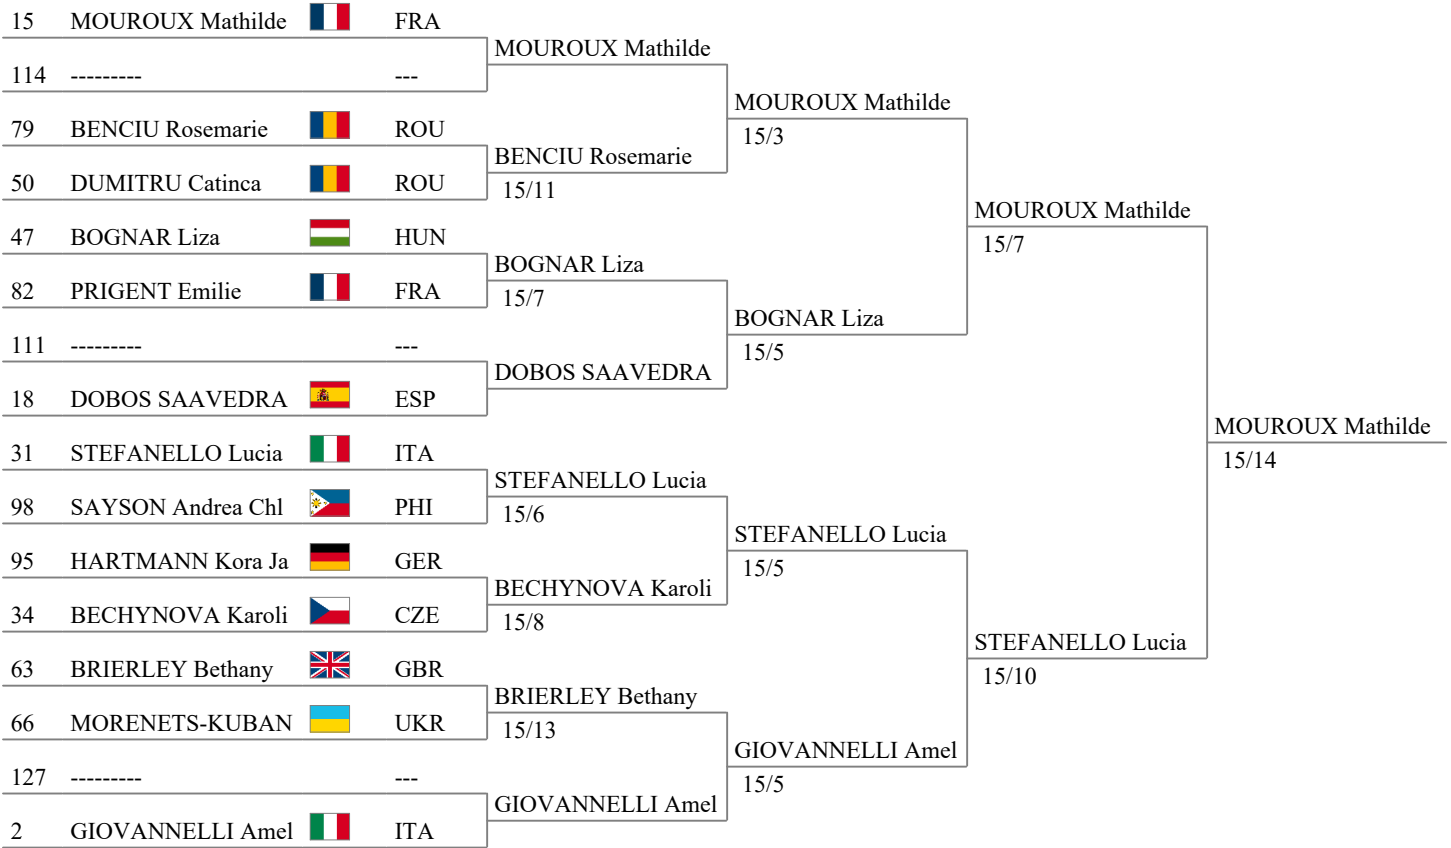 15 MOUROUX Mathilde FRA
MOUROUX Mathilde
114 --------- ---
MOUROUX Mathilde
15/3
79 BENCIU Rosemarie ROU
BENCIU Rosemarie
15/11
50 DUMITRU Catinca ROU
MOUROUX Mathilde
15/7
47 BOGNAR Liza HUN
BOGNAR Liza
15/7
82 PRIGENT Emilie FRA
BOGNAR Liza
15/5
111 --------- ---
DOBOS SAAVEDRA
18 DOBOS SAAVEDRA ESP
MOUROUX Mathilde
15/14
31 STEFANELLO Lucia ITA
STEFANELLO Lucia
15/6
98 SAYSON Andrea Chl PHI
STEFANELLO Lucia
15/5
95 HARTMANN Kora Ja GER
BECHYNOVA Karoli
15/8
34 BECHYNOVA Karoli CZE
STEFANELLO Lucia
15/10
63 BRIERLEY Bethany GBR
BRIERLEY Bethany
15/13
66 MORENETS-KUBAN UKR
GIOVANNELLI Amel
15/5
127 --------- ---
GIOVANNELLI Amel
2 GIOVANNELLI Amel ITA